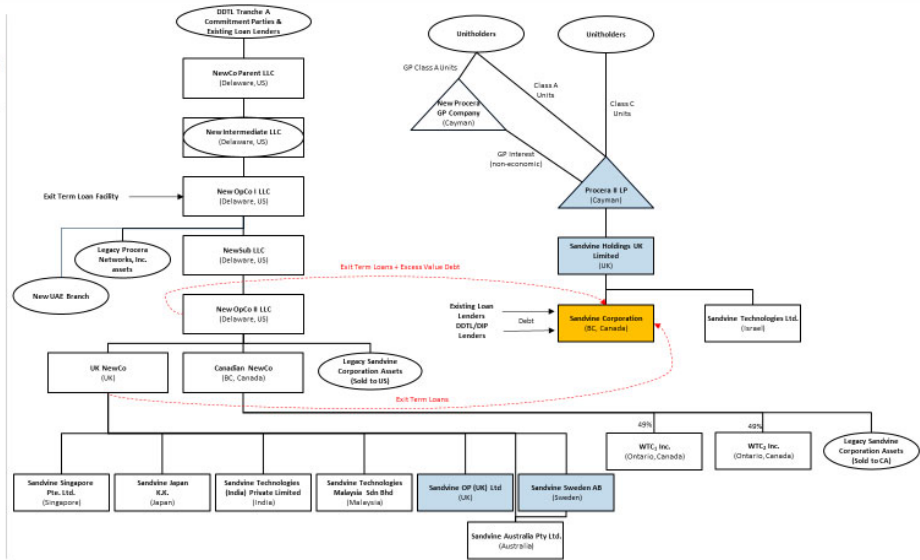 DDTL Tranche A
Commitment Parties &
Existing Loan Lenders
NewCo Parent LLC
(Delaware, US)
New Intermediate LLC
(Delaware, US)
Exit Term Loan Facility
New OpCo I LLC
(Delaware, US)
Legacy Procera
Networks, Inc.
assets
New UAE Branch
NewSub LLC
(Delaware, US)
New OpCo II LLC
(Delaware, US)
Exit Term Loans + Excess Value Debt
UK NewCo
(UK)
Canadian NewCo
(BC, Canada)
Legacy Sandvine
Corporation Assets
(Sold to US)
Exit Term Loans
Unitholders
Unitholders
GP Class A Units
Class A
Units
Class C
Units
New Procera
GP Company
(Cayman)
GP Interest
(non-economic)
Procera II LP
(Cayman)
Sandvine Holdings UK
Limited
(UK)
Existing Loan
Lenders
DDTL/DIP
Lenders
Debt
Sandvine Corporation
(BC, Canada)
Sandvine Technologies Ltd.
(Israel)
49%
49%
WTC₁ Inc.
(Ontario, Canada)
WTC₂ Inc.
(Ontario, Canada)
Legacy Sandvine
Corporation Assets
(Sold to CA)
Sandvine Singapore
Pte. Ltd.
(Singapore)
Sandvine Japan
K.K.
(Japan)
Sandvine Technologies
(India) Private Limited
(India)
Sandvine Technologies
Malaysia Sdn Bhd
(Malaysia)
Sandvine OP (UK) Ltd
(UK)
Sandvine Sweden AB
(Sweden)
Sandvine Australia Pty Ltd.
(Australia)